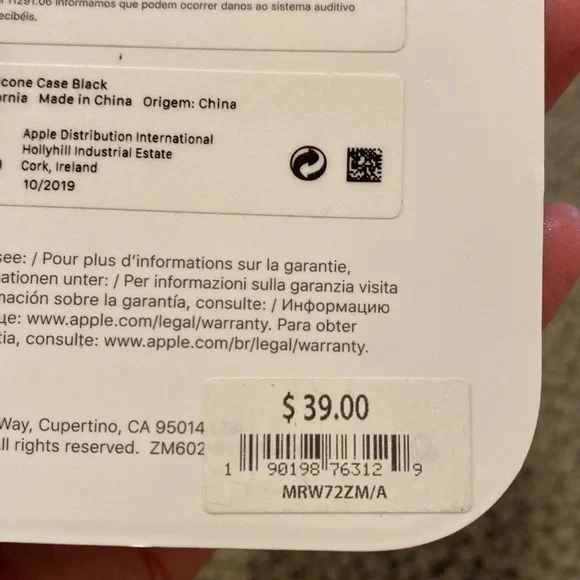 11291.06 Informamos que podem ocorrer danos ao sistema auditivo
decibéis.
icone Case Black
ornia Made in China Origem: China
Apple Distribution International
Hollyhill Industrial Estate
Cork, Ireland
10/2019
see: / Pour plus d’informations sur la garantie,
ationen unter: / Per informazioni sulla garanzia visita
mación sobre la garantía, consulte: / Информацию
це: www.apple.com/legal/warranty. Para obter
tia, consulte: www.apple.com/br/legal/warranty.
Way, Cupertino, CA 95014
ll rights reserved. ZM602
$ 39.00
1 90198 76312 9
MRW72ZM/A